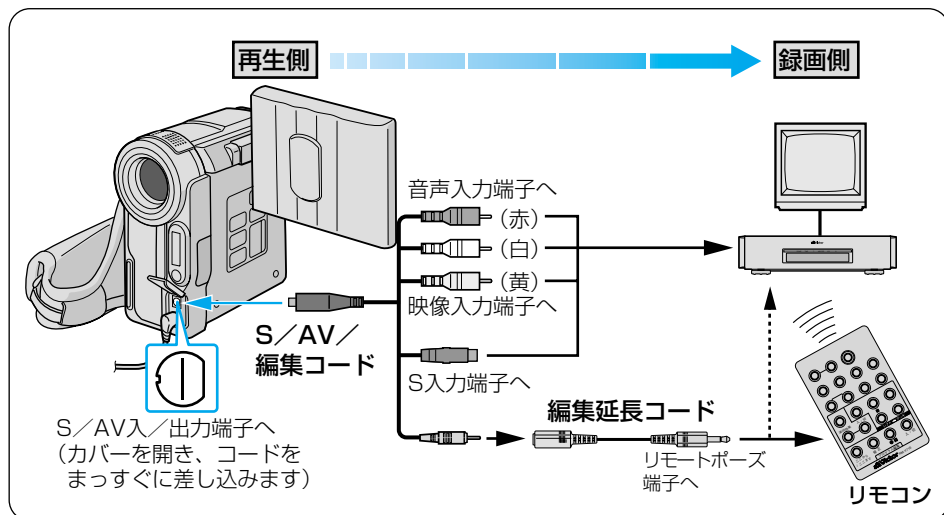 再生側
録画側
音声入力端子へ
(赤)
(白)
(黄)
映像入力端子へ
S/AV/
編集コード
S入力端子へ
S/AV入/出力端子へ
(カバーを開き、コードを
まっすぐに差し込みます)
編集延長コード
リモートポーズ
端子へ
Victor
リモコン